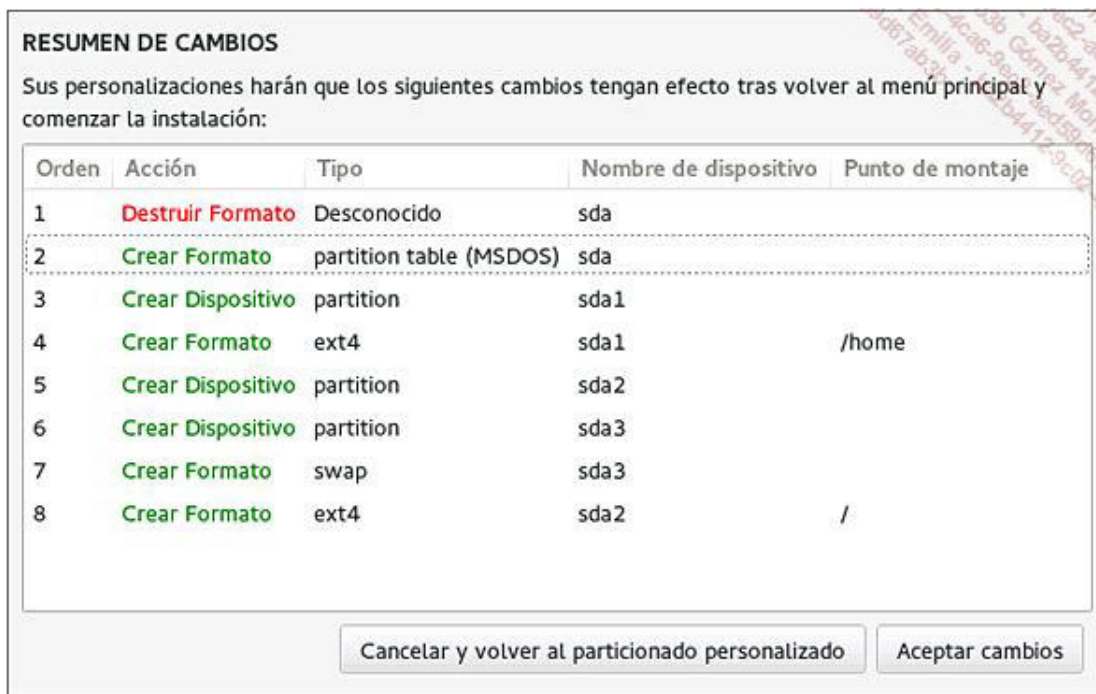 RESUMEN DE CAMBIOS
Sus personalizaciones harán que los siguientes cambios tengan efecto tras volver al menú principal y
comenzar la instalación:
Orden Acción Tipo Nombre de dispositivo Punto de montaje
1 Destruir Formato Desconocido sda
2 Crear Formato partition table (MSDOS) sda
3 Crear Dispositivo partition sda1
4 Crear Formato ext4 sda1 /home
5 Crear Dispositivo partition sda2
6 Crear Dispositivo partition sda3
7 Crear Formato swap sda3
8 Crear Formato ext4 sda2 /
Cancelar y volver al particionado personalizado Aceptar cambios